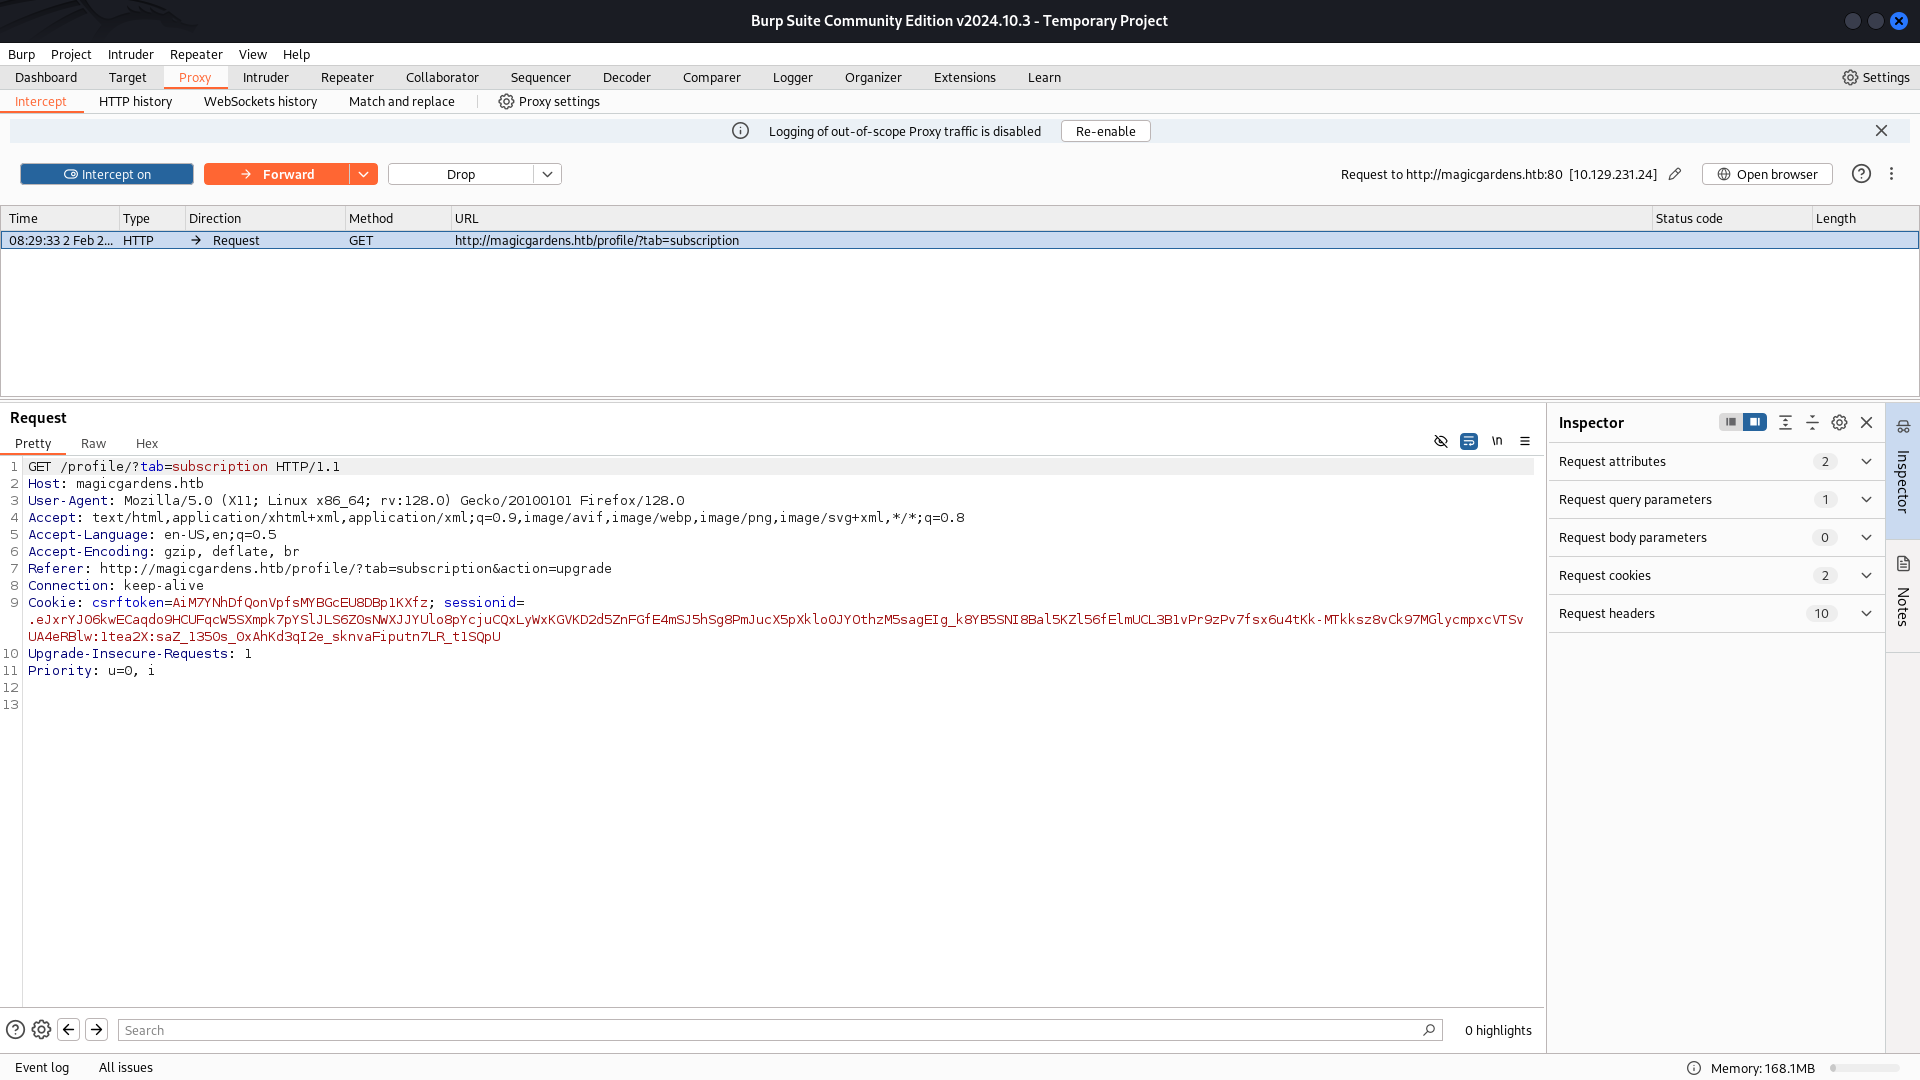 Burp Suite Community Edition v2024.10.3 - Temporary Project
Burp Project Intruder Repeater View Help
Dashboard Target Proxy Intruder Repeater Collaborator Sequencer Decoder Comparer Logger Organizer Extensions Learn Settings
Intercept HTTP history WebSockets history Match and replace Proxy settings
Logging of out-of-scope Proxy traffic is disabled Re-enable
Intercept on Forward Drop Request to http://magicgardens.htb:80 [10.129.231.24] Open browser
Time Type Direction Method URL Status code Length
08:29:33 2 Feb 2... HTTP Request GET http://magicgardens.htb/profile/?tab=subscription
Request
Pretty Raw Hex
1 GET /profile/?tab=subscription HTTP/1.1
2 Host: magicgardens.htb
3 User-Agent: Mozilla/5.0 (X11; Linux x86_64; rv:128.0) Gecko/20100101 Firefox/128.0
4 Accept: text/html,application/xhtml+xml,application/xml;q=0.9,image/avif,image/webp,image/png,image/svg+xml,*/*;q=0.8
5 Accept-Language: en-US,en;q=0.5
6 Accept-Encoding: gzip, deflate, br
7 Referer: http://magicgardens.htb/profile/?tab=subscription&action=upgrade
8 Connection: keep-alive
9 Cookie: csrftoken=AiM7YNhDfQonVpfsMYBGcEU8DBp1KXfz; sessionid=
.eJxrYJ06kwECaqdo9HCUFqcW5SXmpk7pYSlJLS6Z0sNWXJJYUlo8pYcjuCQxLyWxKGVKD2d5ZnFGfE4mSJ5hSg8PmJucX5pXkloOJYOthzM5sagEIg_k8YB5SNI8Bal5KZl56fElmUCL3B1vPr9zPv7fsx6u4tKk-MTkksz8vCk97MGlycmpxcVTSv
UA4eRBlw:1tea2X:saZ_1350s_OxAhKd3qI2e_sknvaFiputn7LR_t1SQpU
10 Upgrade-Insecure-Requests: 1
11 Priority: u=0, i
12
13
Inspector
Request attributes 2
Request query parameters 1
Request body parameters 0
Request cookies 2
Request headers 10
Inspector
Notes
Search 0 highlights
Event log All issues Memory: 168.1MB